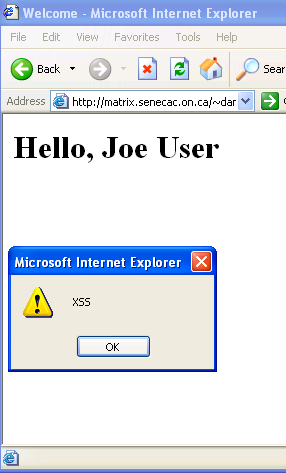 Welcome - Microsoft Internet Explorer
File Edit View Favorites Tools Help
Back Sear
Address http://matrix.senecac.on.ca/~dar
Hello, Joe User
Microsoft Internet Explorer
XSS
OK